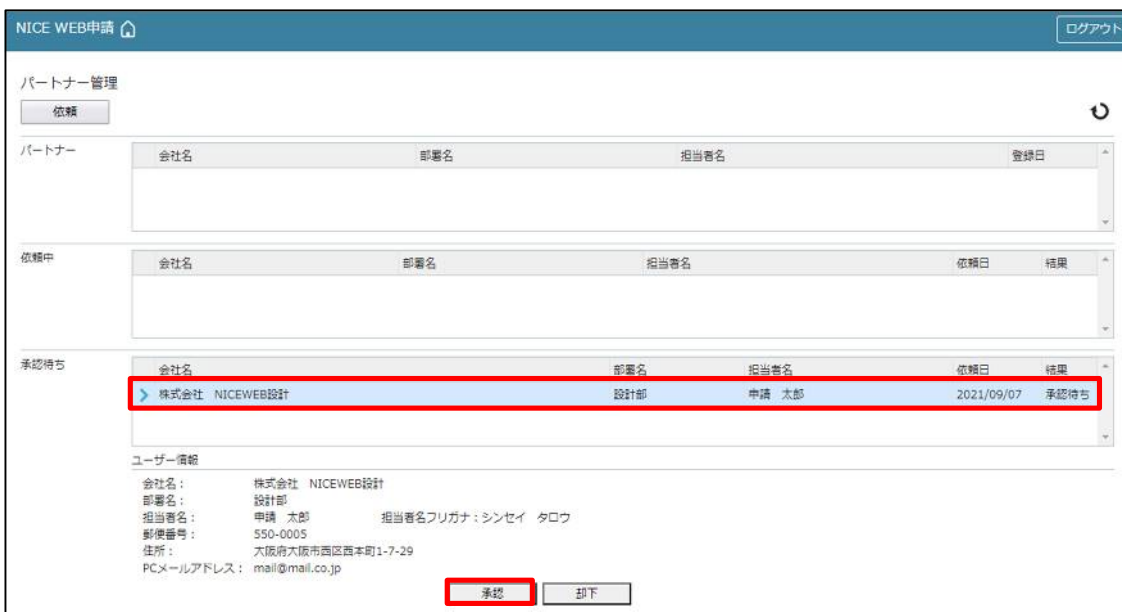 NICE WEB申請 ログアウト
パートナー管理
依頼
パートナー
会社名 部署名 担当者名 登録日
依頼中
会社名 部署名 担当者名 依頼日 結果
承認待ち
会社名 部署名 担当者名 依頼日 結果
株式会社 NICEWEB設計 設計部 申請 太郎 2021/09/07 承認待ち
ユーザー情報
会社名: 株式会社 NICEWEB設計
部署名: 設計部
担当者名: 申請 太郎 担当者名フリガナ:シンセイ タロウ
郵便番号: 550-0005
住所: 大阪府大阪市西区西本町1-7-29
PCメールアドレス: mail@mail.co.jp
承認 却下